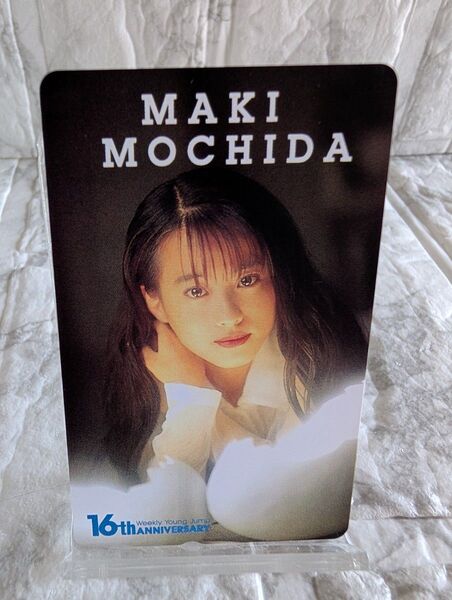 MAKI
MOCHIDA
16th Weekly Young Jump
ANNIVERSARY